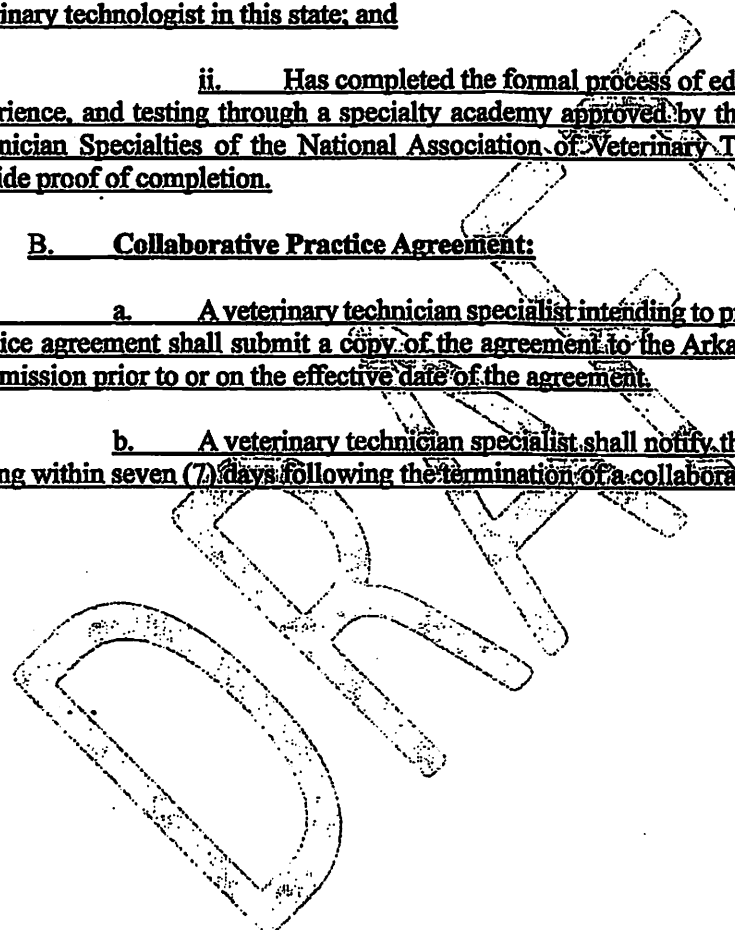 inary technologist in this state; and
ii. Has completed the formal process of ed
rience, and testing through a specialty academy approved by th
nician Specialties of the National Association of Veterinary T
ide proof of completion.
B. Collaborative Practice Agreement:
a. A veterinary technician specialist intending to p
ice agreement shall submit a copy of the agreement to the Arka
mission prior to or on the effective date of the agreement.
b. A veterinary technician specialist shall notify th
ng within seven (7) days following the termination of a collabora
DRA